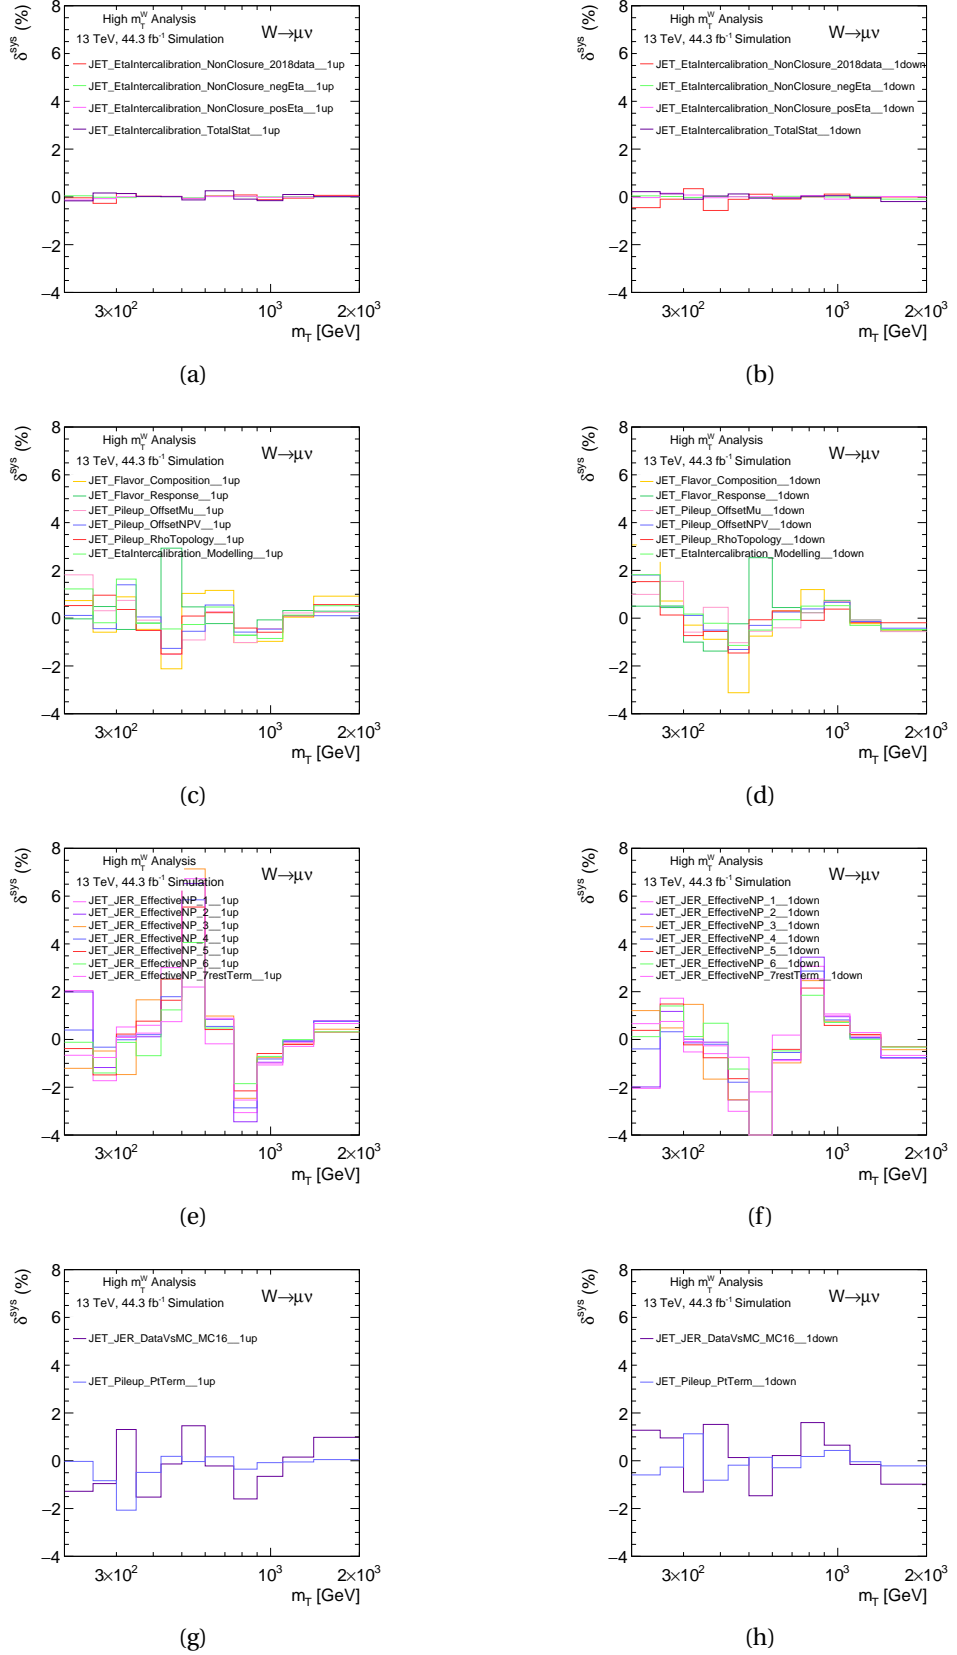 δsys (%)
High mTW Analysis
13 TeV, 44.3 fb-1 Simulation
W→μν
JET_EtaIntercalibration_NonClosure_2018data__1up
JET_EtaIntercalibration_NonClosure_negEta__1up
JET_EtaIntercalibration_NonClosure_posEta__1up
JET_EtaIntercalibration_TotalStat__1up
8
6
4
2
0
−2
−4
3×10² 10³ 2×10³
mT [GeV]
(a)
δsys (%)
High mTW Analysis
13 TeV, 44.3 fb-1 Simulation
W→μν
JET_EtaIntercalibration_NonClosure_2018data__1down
JET_EtaIntercalibration_NonClosure_negEta__1down
JET_EtaIntercalibration_NonClosure_posEta__1down
JET_EtaIntercalibration_TotalStat__1down
8
6
4
2
0
−2
−4
3×10² 10³ 2×10³
mT [GeV]
(b)
δsys (%)
High mTW Analysis
13 TeV, 44.3 fb-1 Simulation
W→μν
JET_Flavor_Composition__1up
JET_Flavor_Response__1up
JET_Pileup_OffsetMu__1up
JET_Pileup_OffsetNPV__1up
JET_Pileup_RhoTopology__1up
JET_EtaIntercalibration_Modelling__1up
8
6
4
2
0
−2
−4
3×10² 10³ 2×10³
mT [GeV]
(c)
δsys (%)
High mTW Analysis
13 TeV, 44.3 fb-1 Simulation
W→μν
JET_Flavor_Composition__1down
JET_Flavor_Response__1down
JET_Pileup_OffsetMu__1down
JET_Pileup_OffsetNPV__1down
JET_Pileup_RhoTopology__1down
JET_EtaIntercalibration_Modelling__1down
8
6
4
2
0
−2
−4
3×10² 10³ 2×10³
mT [GeV]
(d)
δsys (%)
High mTW Analysis
13 TeV, 44.3 fb-1 Simulation
W→μν
JET_JER_EffectiveNP_1__1up
JET_JER_EffectiveNP_2__1up
JET_JER_EffectiveNP_3__1up
JET_JER_EffectiveNP_4__1up
JET_JER_EffectiveNP_5__1up
JET_JER_EffectiveNP_6__1up
JET_JER_EffectiveNP_7restTerm__1up
8
6
4
2
0
−2
−4
3×10² 10³ 2×10³
mT [GeV]
(e)
δsys (%)
High mTW Analysis
13 TeV, 44.3 fb-1 Simulation
W→μν
JET_JER_EffectiveNP_1__1down
JET_JER_EffectiveNP_2__1down
JET_JER_EffectiveNP_3__1down
JET_JER_EffectiveNP_4__1down
JET_JER_EffectiveNP_5__1down
JET_JER_EffectiveNP_6__1down
JET_JER_EffectiveNP_7restTerm__1down
8
6
4
2
0
−2
−4
3×10² 10³ 2×10³
mT [GeV]
(f)
δsys (%)
High mTW Analysis
13 TeV, 44.3 fb-1 Simulation
W→μν
JET_JER_DataVsMC_MC16__1up
JET_Pileup_PtTerm__1up
8
6
4
2
0
−2
−4
3×10² 10³ 2×10³
mT [GeV]
(g)
δsys (%)
High mTW Analysis
13 TeV, 44.3 fb-1 Simulation
W→μν
JET_JER_DataVsMC_MC16__1down
JET_Pileup_PtTerm__1down
8
6
4
2
0
−2
−4
3×10² 10³ 2×10³
mT [GeV]
(h)